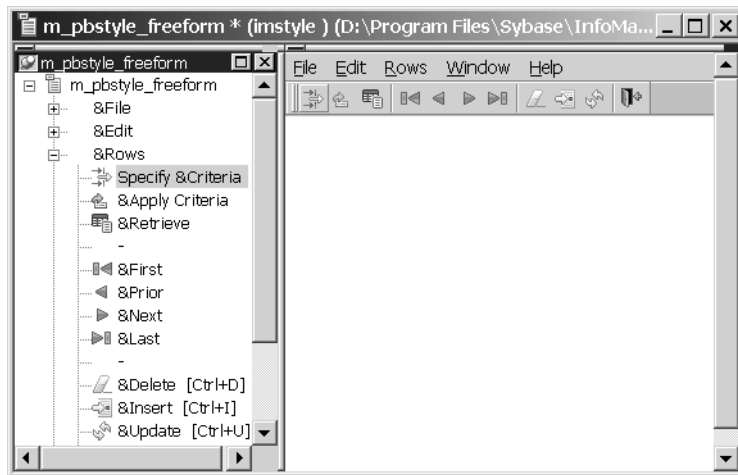 m_pbstyle_freeform * (imstyle ) (D:\Program Files\Sybase\InfoMa...
m_pbstyle_freeform
File Edit Rows Window Help
m_pbstyle_freeform
&File
&Edit
&Rows
Specify &Criteria
&Apply Criteria
&Retrieve
-
&First
&Prior
&Next
&Last
-
&Delete [Ctrl+D]
&Insert [Ctrl+I]
&Update [Ctrl+U]